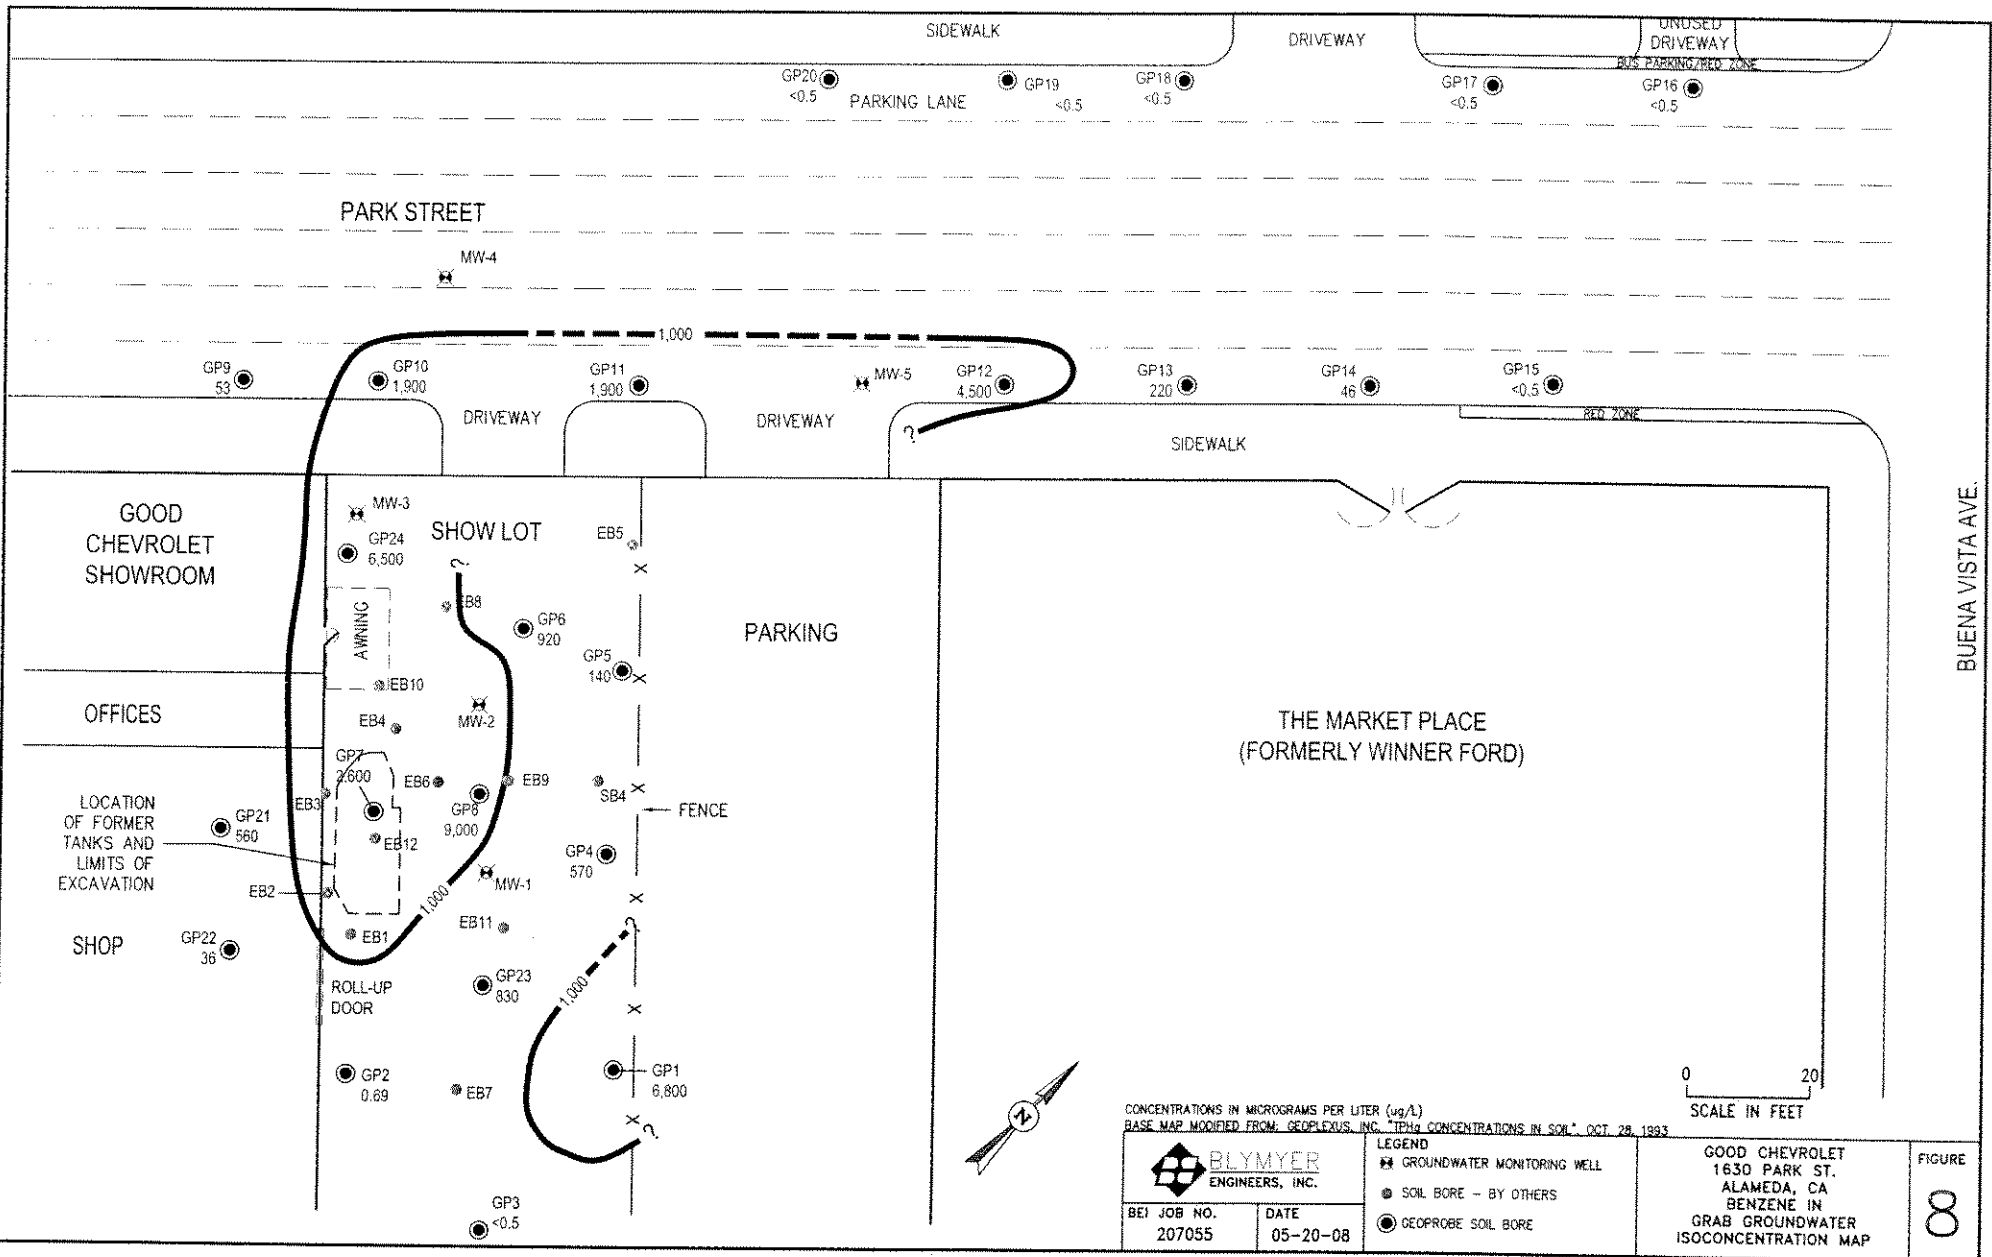 SIDEWALK
DRIVEWAY
UNUSED
DRIVEWAY
BUS PARKING/RED ZONE
GP20
<0.5
PARKING LANE
GP19
<0.5
GP18
<0.5
GP17
<0.5
GP16
<0.5
PARK STREET
MW-4
1,000
GP9
53
GP10
1,900
GP11
1,900
MW-5
GP12
4,500
GP13
220
GP14
46
GP15
<0.5
DRIVEWAY
DRIVEWAY
?
SIDEWALK
RED ZONE
GOOD
CHEVROLET
SHOWROOM
MW-3
GP24
6,500
SHOW LOT
?
EB5
X
AWNING
EB8
GP6
920
GP5
140
X
PARKING
BUENA VISTA AVE.
EB10
OFFICES
EB4
MW-2
THE MARKET PLACE
(FORMERLY WINNER FORD)
GP7
2,600
EB6
EB9
SB4
X
EB3
GP8
9,000
FENCE
LOCATION
OF FORMER
TANKS AND
LIMITS OF
EXCAVATION
GP21
560
EB12
GP4
570
EB2
1,000
MW-1
X
EB11
?
EB1
SHOP
GP22
36
GP23
830
1,000
X
ROLL-UP
DOOR
GP2
0.69
EB7
GP1
6,800
X
?
GP3
<0.5
N
0 20
SCALE IN FEET
CONCENTRATIONS IN MICROGRAMS PER LITER (ug/L)
BASE MAP MODIFIED FROM: GEOPLEXUS, INC. "TPHg CONCENTRATIONS IN SOIL", OCT. 28, 1993
BLYMYER
ENGINEERS, INC.
BEI JOB NO.
207055
DATE
05-20-08
LEGEND
GROUNDWATER MONITORING WELL
SOIL BORE - BY OTHERS
GEOPROBE SOIL BORE
GOOD CHEVROLET
1630 PARK ST.
ALAMEDA, CA
BENZENE IN
GRAB GROUNDWATER
ISOCONCENTRATION MAP
FIGURE
8